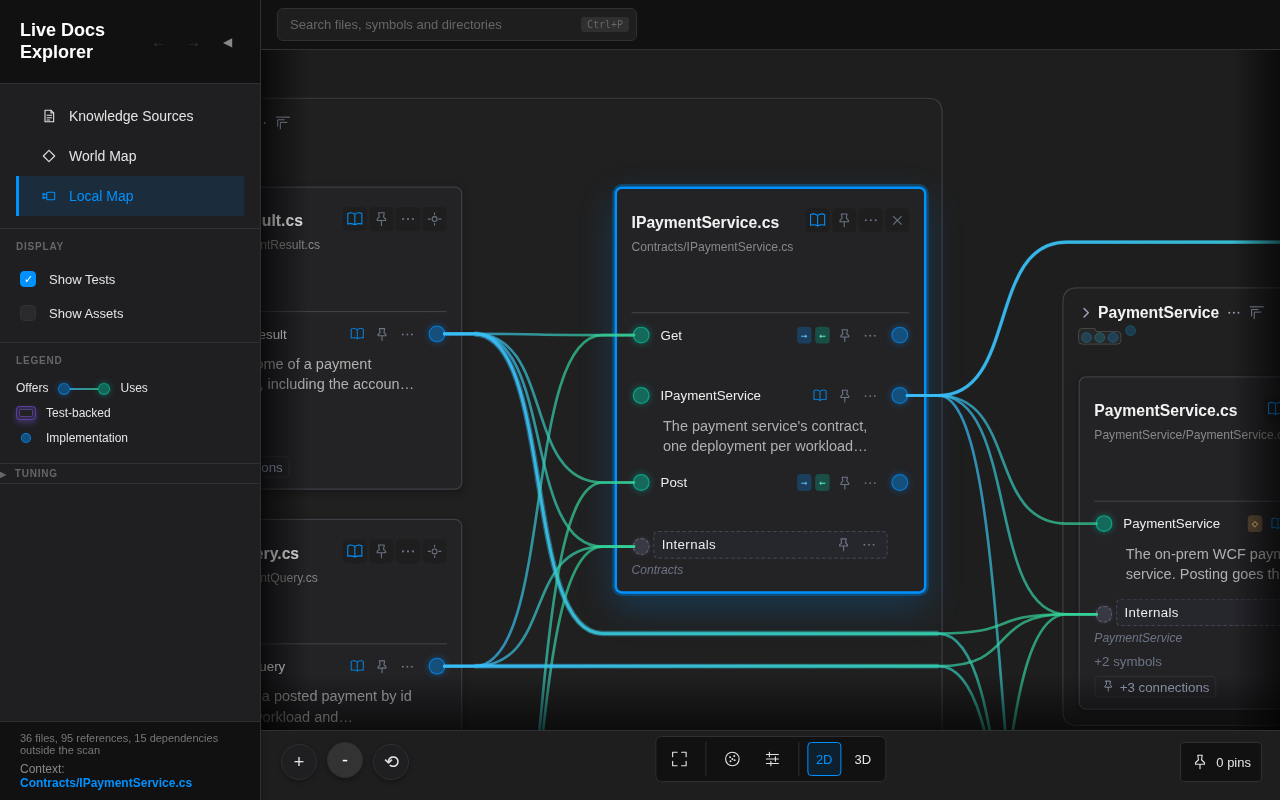 Live Docs
Explorer
Search files, symbols and directories
Ctrl+P
Knowledge Sources
World Map
Local Map
DISPLAY
Show Tests
Show Assets
LEGEND
Offers
Uses
Test-backed
Implementation
TUNING
36 files, 95 references, 15 dependencies
outside the scan
Context:
Contracts/IPaymentService.cs
ult.cs
ntResult.cs
esult
ome of a payment
, including the accoun…
ons
ery.cs
ntQuery.cs
uery
a posted payment by id
orkload and…
IPaymentService.cs
Contracts/IPaymentService.cs
Get
IPaymentService
The payment service's contract,
one deployment per workload…
Post
Internals
Contracts
PaymentService
PaymentService.cs
PaymentService/PaymentService.c
PaymentService
The on-prem WCF payn
service. Posting goes th
Internals
PaymentService
+2 symbols
+3 connections
+
-
2D
3D
0 pins